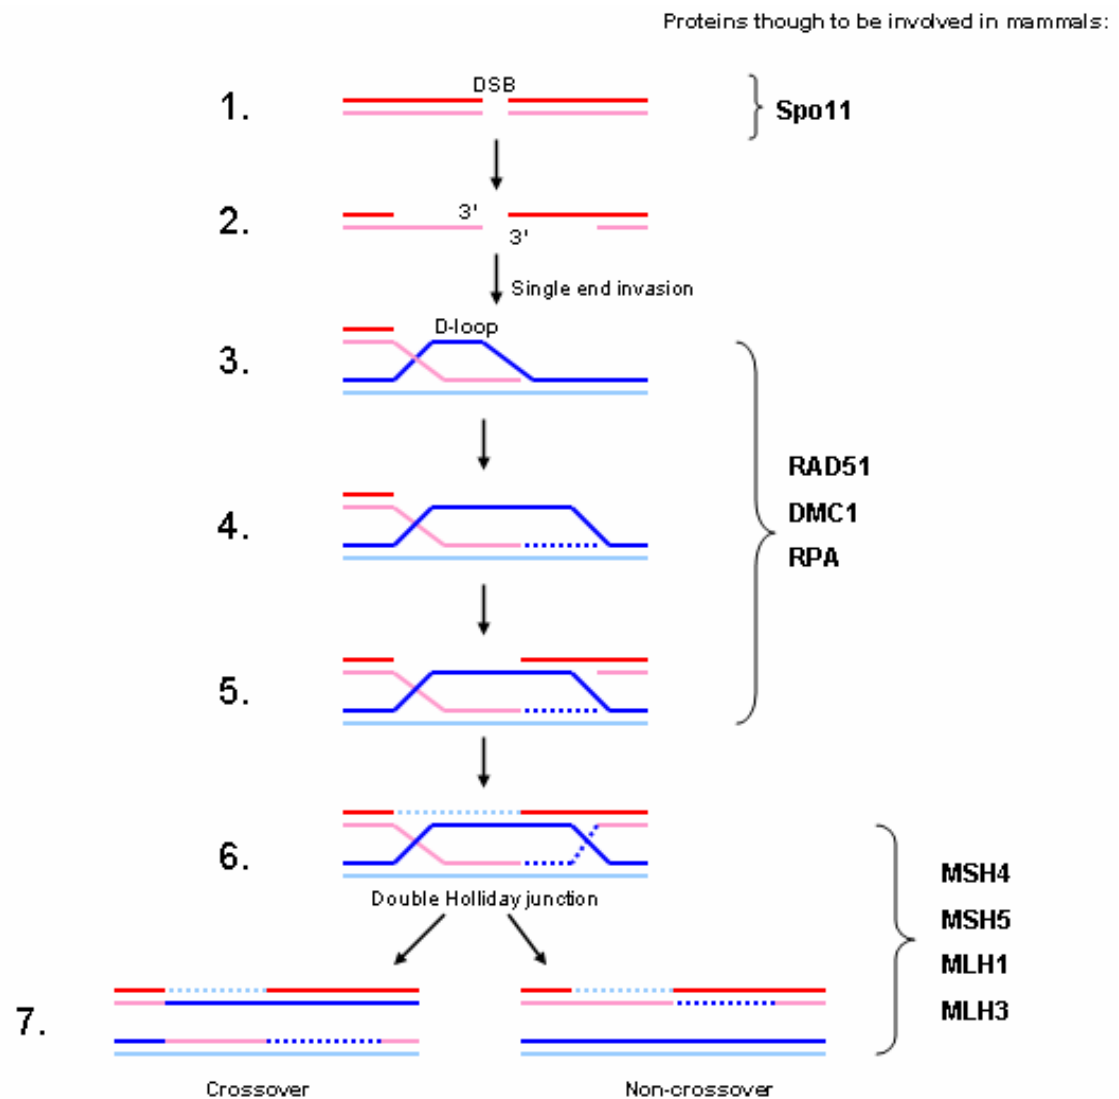 Proteins though to be involved in mammals:
DSB
1.
Spo11
2.
3'
3'
Single end invasion
D-loop
3.
RAD51
DMC1
RPA
4.
5.
6.
Double Holliday junction
MSH4
MSH5
MLH1
MLH3
7.
Crossover
Non-crossover